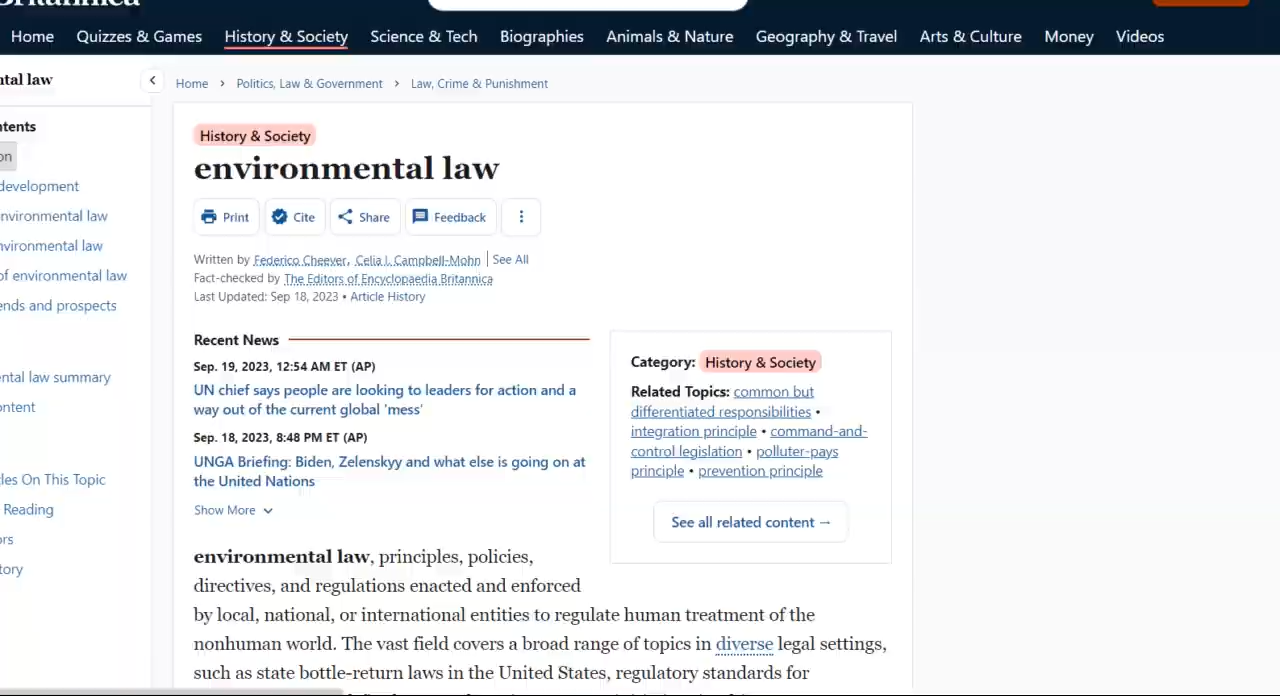 Home Quizzes & Games History & Society Science & Tech Biographies Animals & Nature Geography & Travel Arts & Culture Money Videos
law
Home > Politics, Law & Government > Law, Crime & Punishment
development
law
law
of environmental law
and prospects
law summary
On This Topic
Reading
History & Society
environmental law
Print Cite Share Feedback
Written by Federico Cheever, Celia I. Campbell-Mohn | See All
Fact-checked by The Editors of Encyclopaedia Britannica
Last Updated: Sep 18, 2023 • Article History
Recent News
Sep. 19, 2023, 12:54 AM ET (AP)
UN chief says people are looking to leaders for action and a
way out of the current global 'mess'
Sep. 18, 2023, 8:48 PM ET (AP)
UNGA Briefing: Biden, Zelenskyy and what else is going on at
the United Nations
Show More
Category: History & Society
Related Topics: common but
differentiated responsibilities •
integration principle • command-and-
control legislation • polluter-pays
principle • prevention principle
See all related content →
environmental law, principles, policies,
directives, and regulations enacted and enforced
by local, national, or international entities to regulate human treatment of the
nonhuman world. The vast field covers a broad range of topics in diverse legal settings,
such as state bottle-return laws in the United States, regulatory standards for